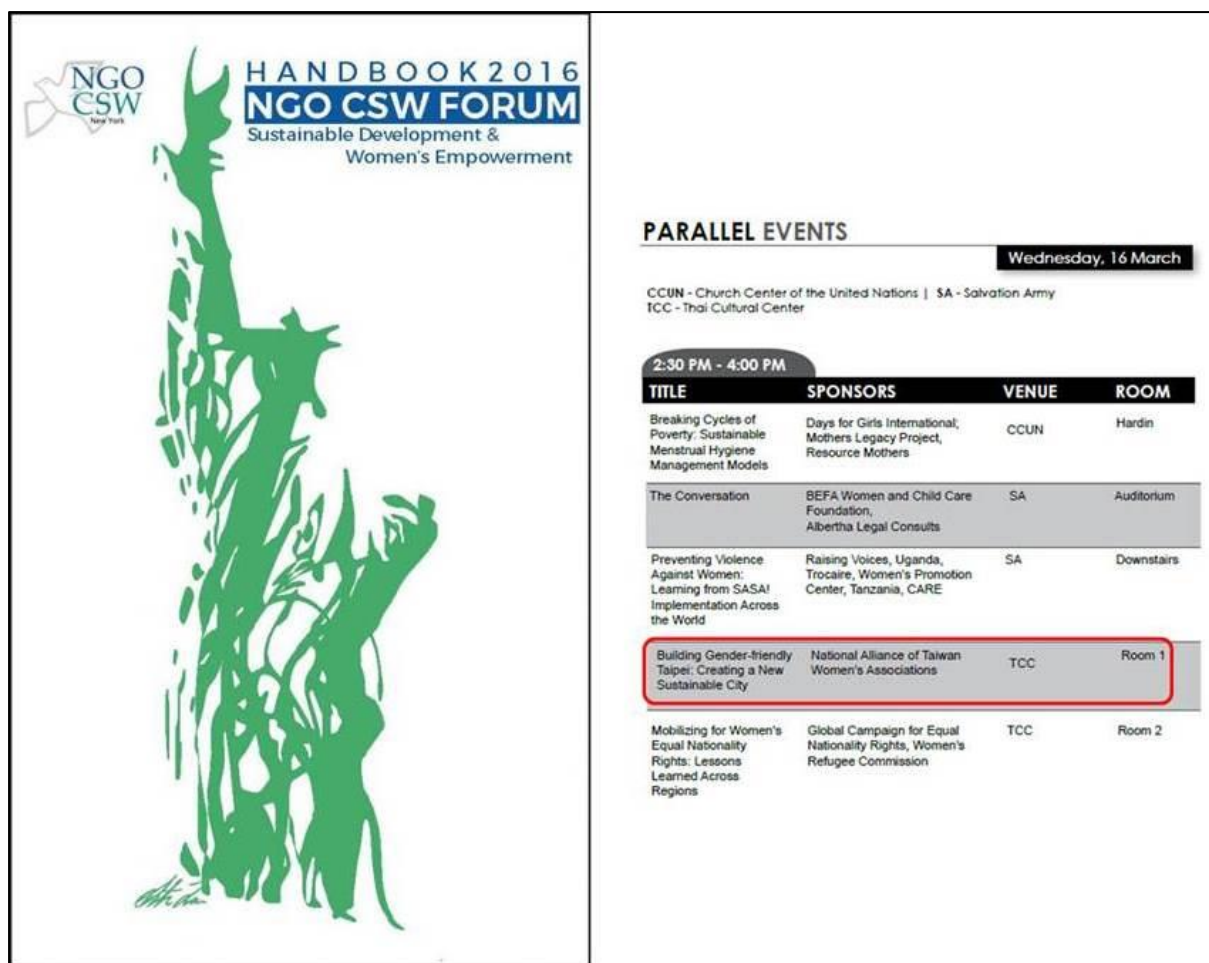 NGO
CSW
New York
HANDBOOK2016
NGO CSW FORUM
Sustainable Development &
Women's Empowerment
PARALLEL EVENTS
Wednesday, 16 March
CCUN - Church Center of the United Nations | SA - Salvation Army
TCC - Thai Cultural Center
2:30 PM - 4:00 PM
TITLE SPONSORS VENUE ROOM
Breaking Cycles of
Poverty: Sustainable
Menstrual Hygiene
Management Models
Days for Girls International;
Mothers Legacy Project,
Resource Mothers
CCUN
Hardin
The Conversation
BEFA Women and Child Care
Foundation,
Albertha Legal Consults
SA
Auditorium
Preventing Violence
Against Women:
Learning from SASA!
Implementation Across
the World
Raising Voices, Uganda,
Trocaire, Women's Promotion
Center, Tanzania, CARE
SA
Downstairs
Building Gender-friendly
Taipei: Creating a New
Sustainable City
National Alliance of Taiwan
Women's Associations
TCC
Room 1
Mobilizing for Women's
Equal Nationality
Rights: Lessons
Learned Across
Regions
Global Campaign for Equal
Nationality Rights, Women's
Refugee Commission
TCC
Room 2